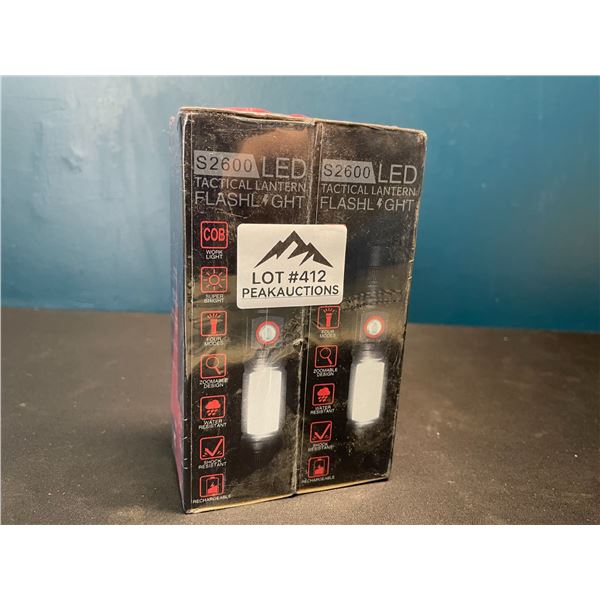 S2600 LED
TACTICAL LANTERN
FLASHLIGHT
COB
WORK
LIGHT
SUPER
BRIGHT
FOUR
MODES
ZOOMABLE
DESIGN
WATER
RESISTANT
SHOCK
RESISTANT
RECHARGEABLE
S2600 LED
TACTICAL LANTERN
FLASHLIGHT
FOUR
MODES
ZOOMABLE
DESIGN
WATER
RESISTANT
SHOCK
RESISTANT
RECHARGEABLE
LOT #412
PEAKAUCTIONS